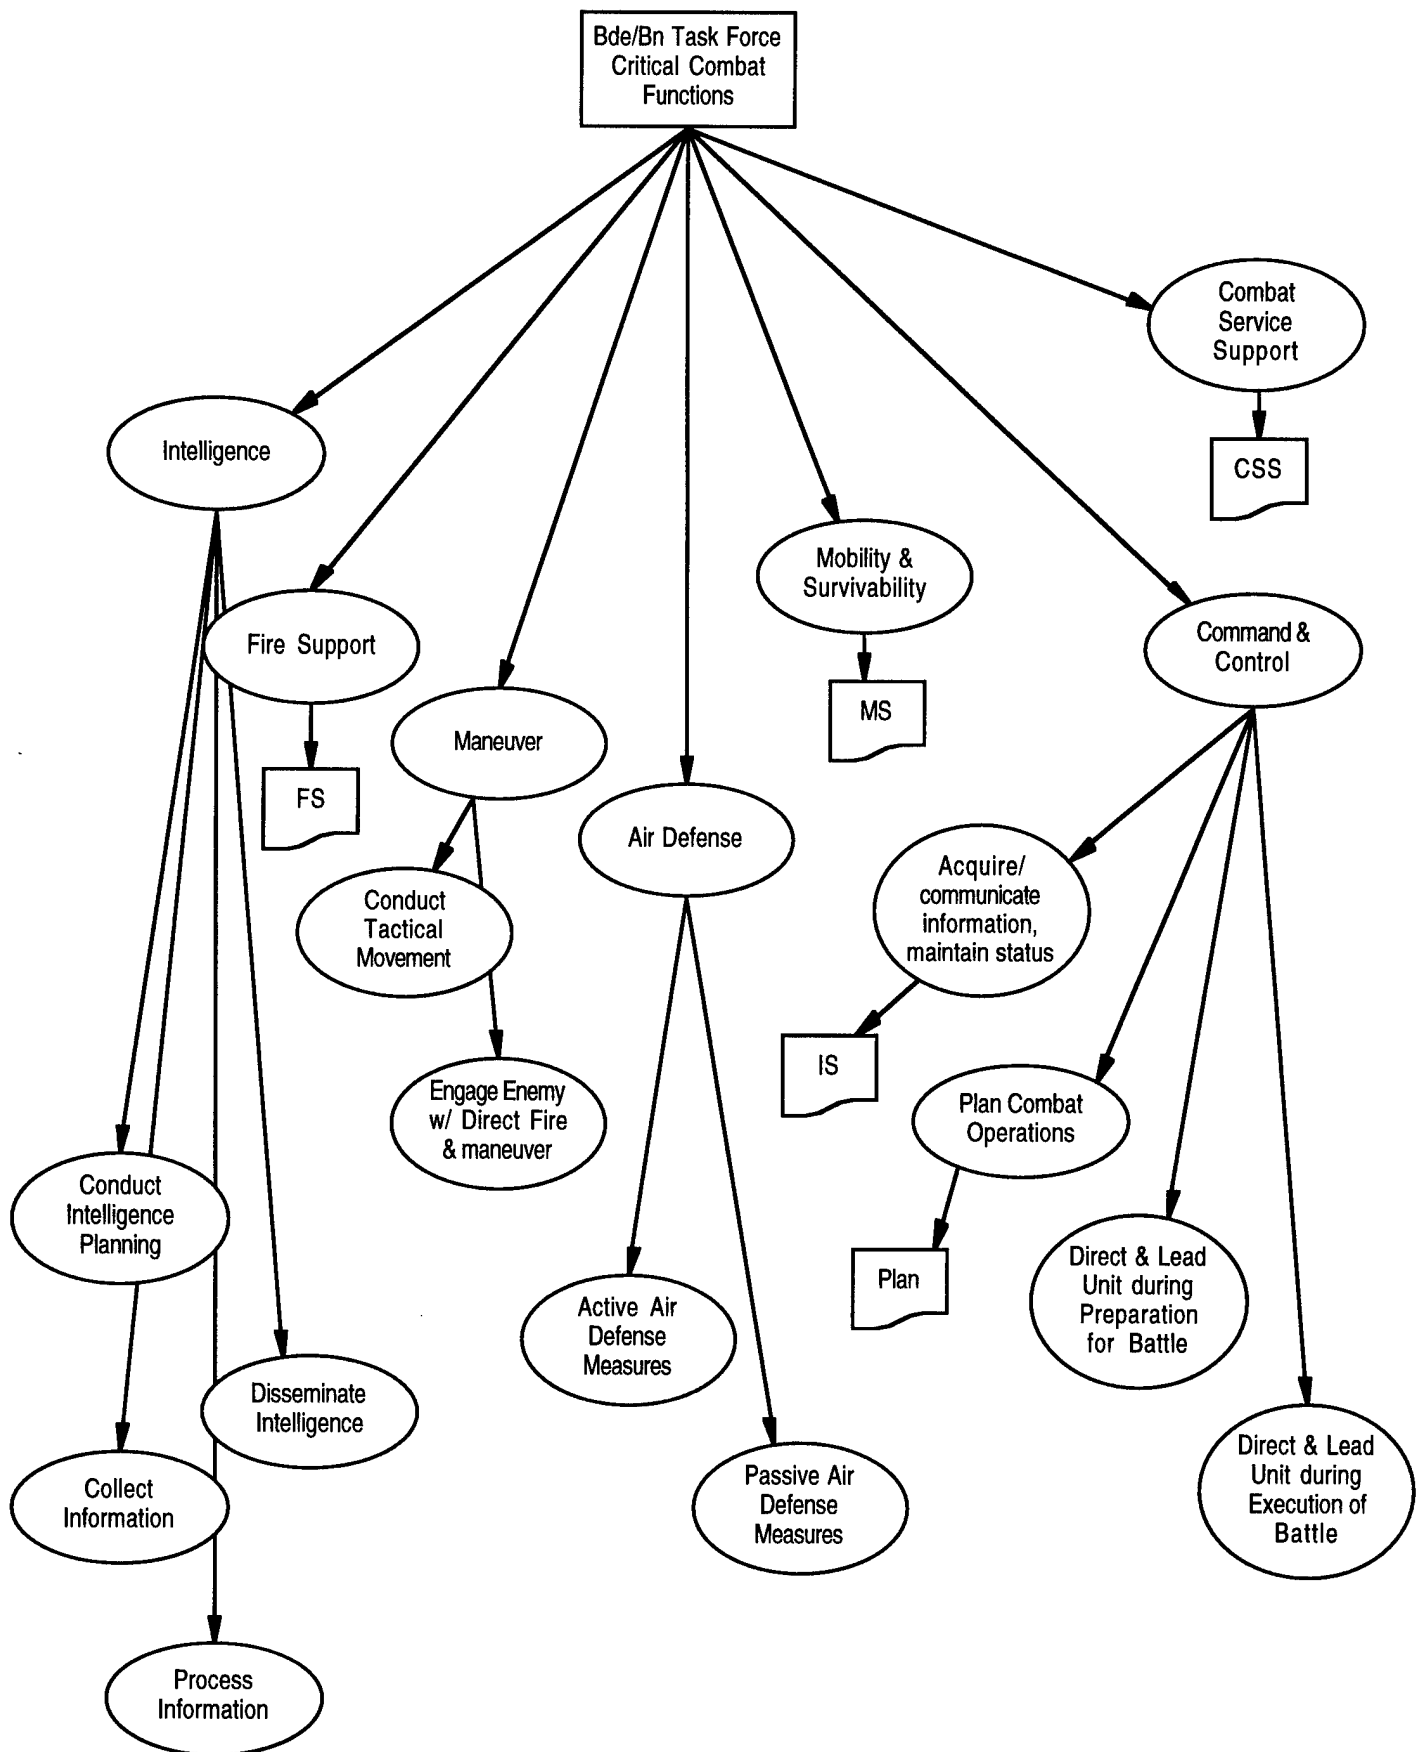 Bde/Bn Task Force
Critical Combat
Functions
Combat
Service
Support
CSS
Intelligence
Mobility &
Survivability
MS
Command &
Control
Fire Support
FS
Maneuver
Air Defense
Acquire/
communicate
information,
maintain status
IS
Conduct
Tactical
Movement
Engage Enemy
w/ Direct Fire
& maneuver
Plan Combat
Operations
Plan
Conduct
Intelligence
Planning
Direct & Lead
Unit during
Preparation
for Battle
Active Air
Defense
Measures
Disseminate
Intelligence
Direct & Lead
Unit during
Execution of
Battle
Collect
Information
Passive Air
Defense
Measures
Process
Information